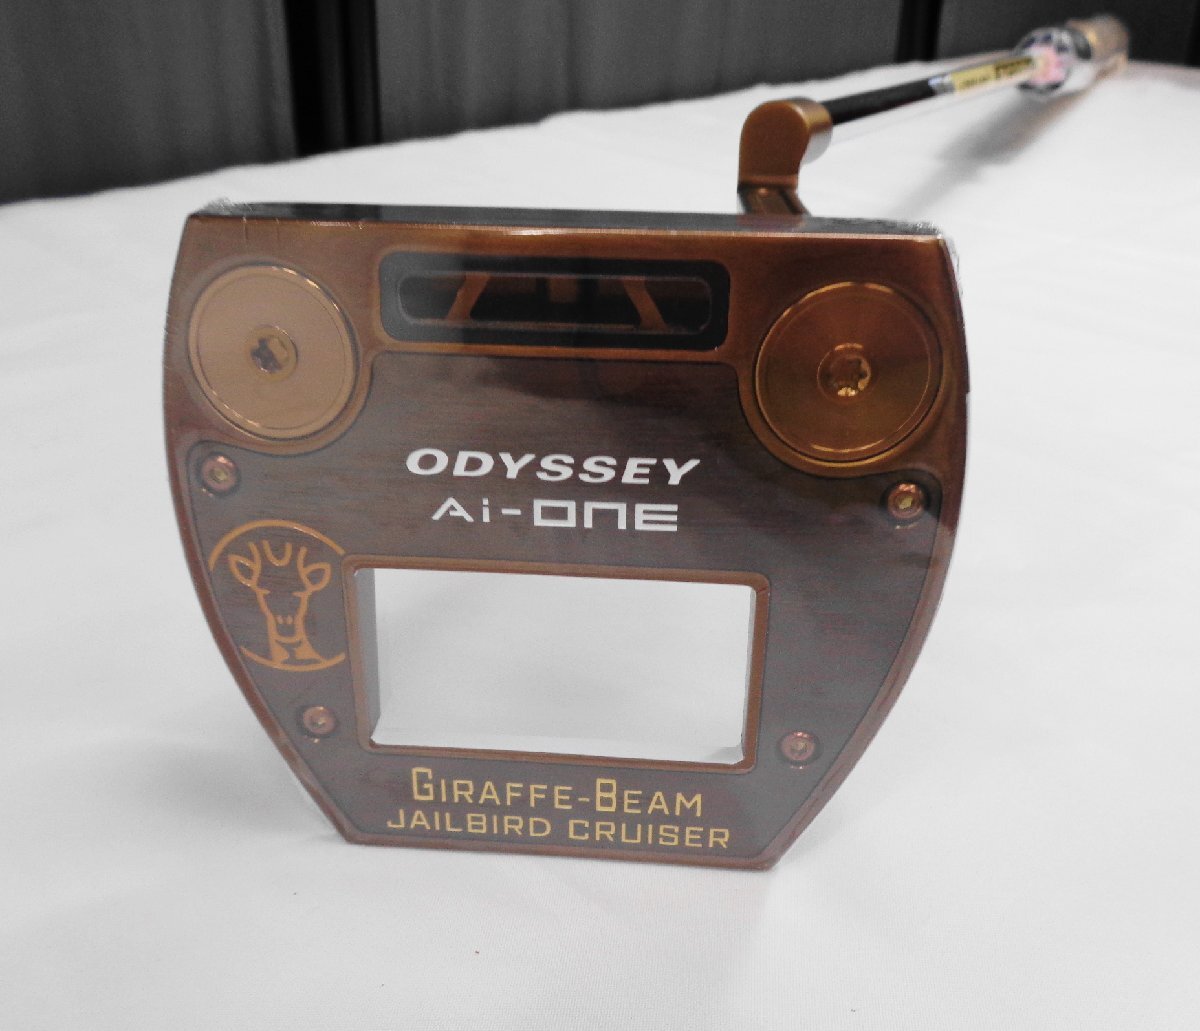 ODYSSEY
Ai-ONE
GIRAFFE-BEAM
JAILBIRD CRUISER